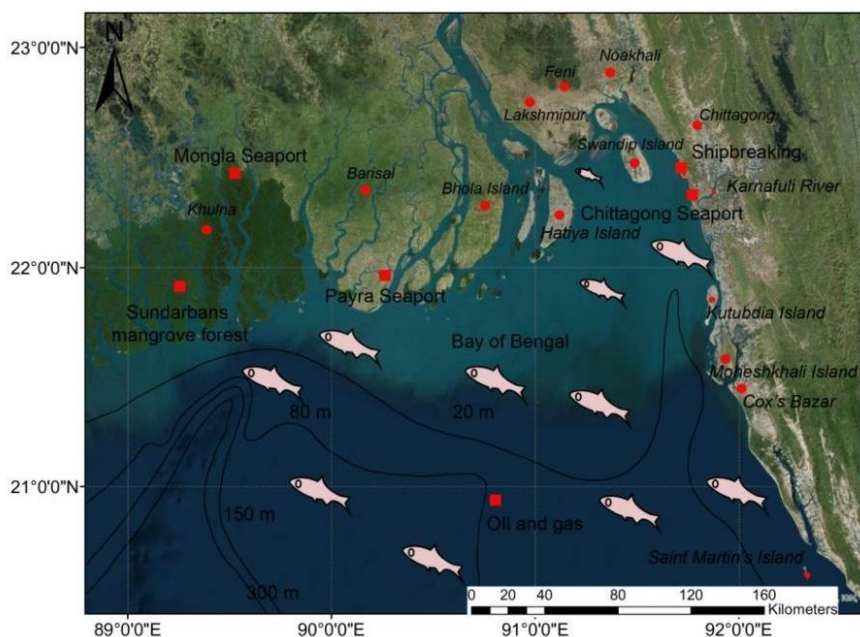 N
23°0'0"N
22°0'0"N
21°0'0"N
Noakhali
Feni
Lakshmipur
Chittagong
Swandip Island
Shipbreaking
Mongla Seaport
Barisal
Karnafuli River
Bhola Island
Khulna
Chittagong Seaport
Hatiya Island
Payra Seaport
Sundarbans
mangrove forest
Kutubdia Island
Bay of Bengal
Moheshkhali Island
Cox's Bazar
80 m
20 m
150 m
OIl and gas
Saint Martin's Island
300 m
0 10 20 40 60 80 120 160
Kilometers
89°0'0"E 90°0'0"E 91°0'0"E 92°0'0"E